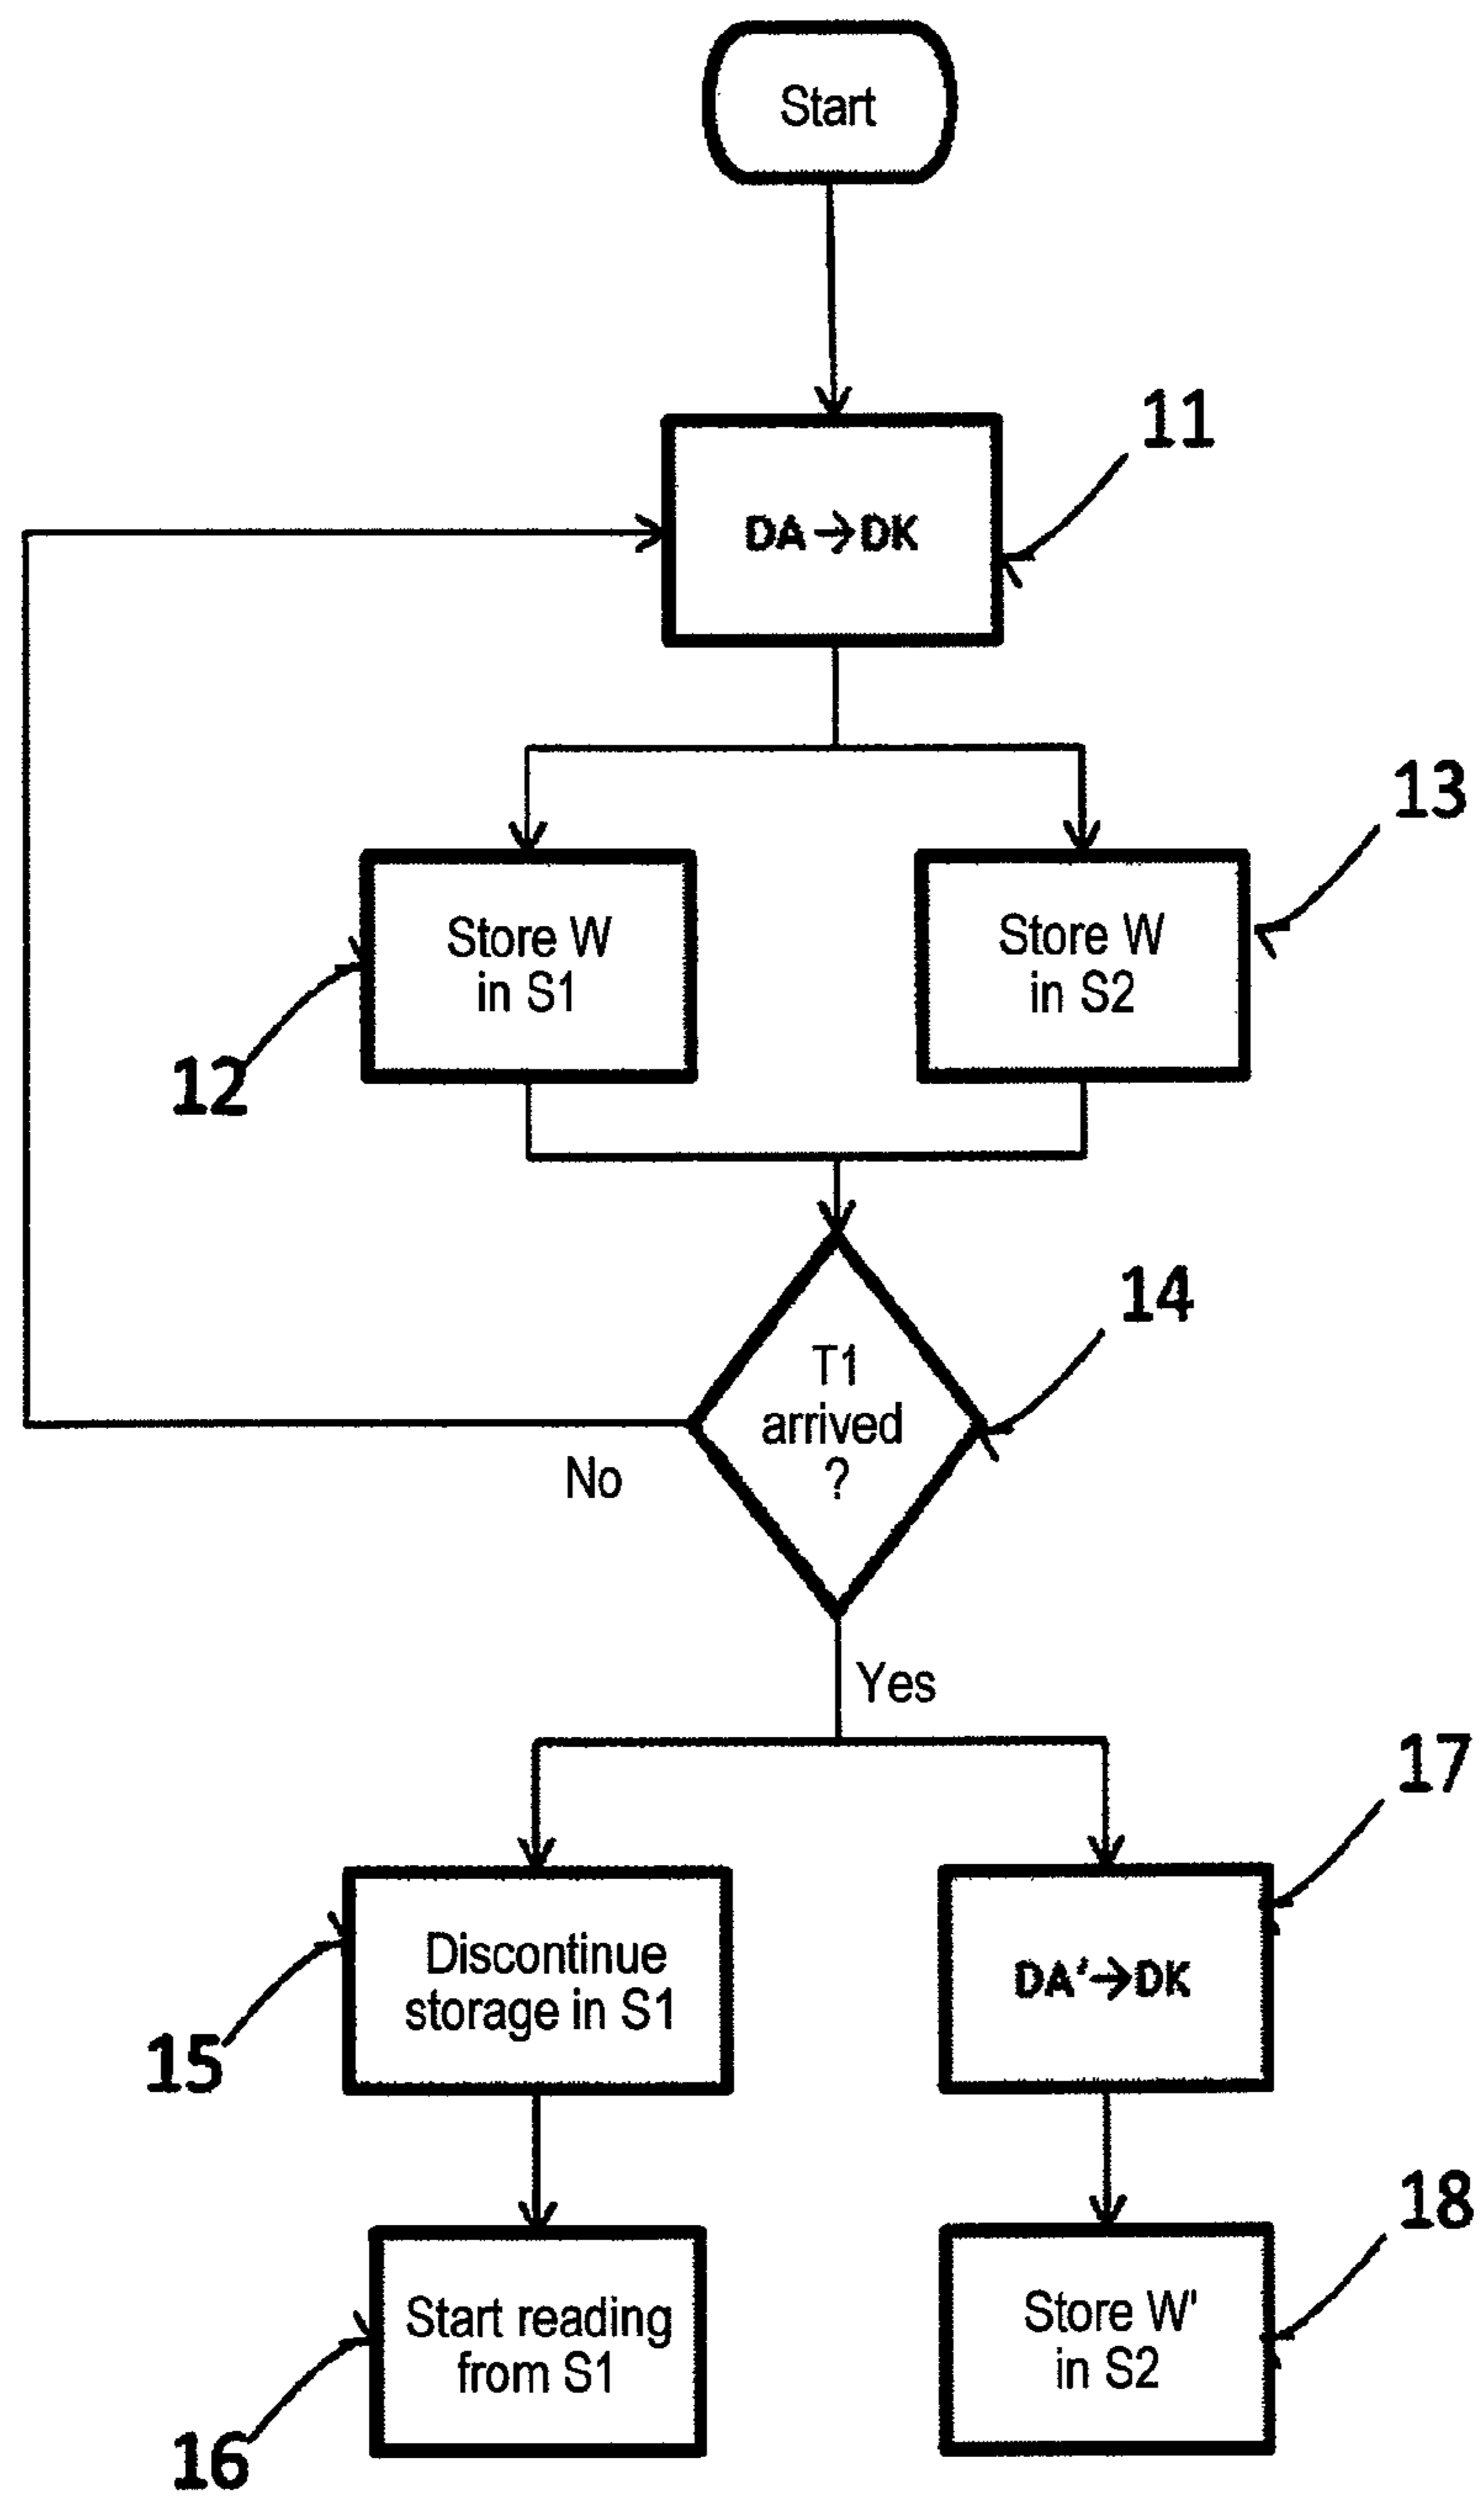 Start
11
DA→DK
13
Store W
in S1
Store W
in S2
12
14
T1
arrived
?
No
Yes
17
Discontinue
storage in S1
DA'→DK
15
18
Start reading
from S1
Store W'
in S2
16